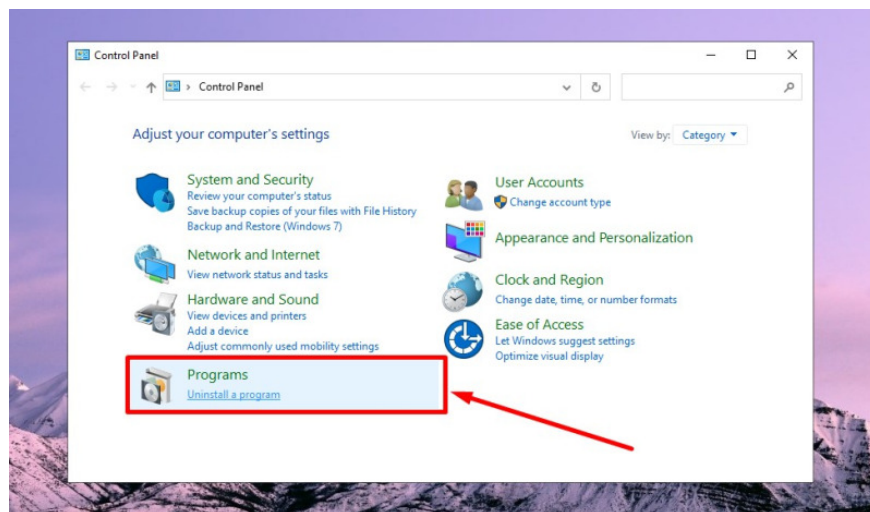 Control Panel
Control Panel
Adjust your computer's settings
View by: Category
System and Security
Review your computer's status
Save backup copies of your files with File History
Backup and Restore (Windows 7)
Network and Internet
View network status and tasks
Hardware and Sound
View devices and printers
Add a device
Adjust commonly used mobility settings
Programs
Uninstall a program
User Accounts
Change account type
Appearance and Personalization
Clock and Region
Change date, time, or number formats
Ease of Access
Let Windows suggest settings
Optimize visual display